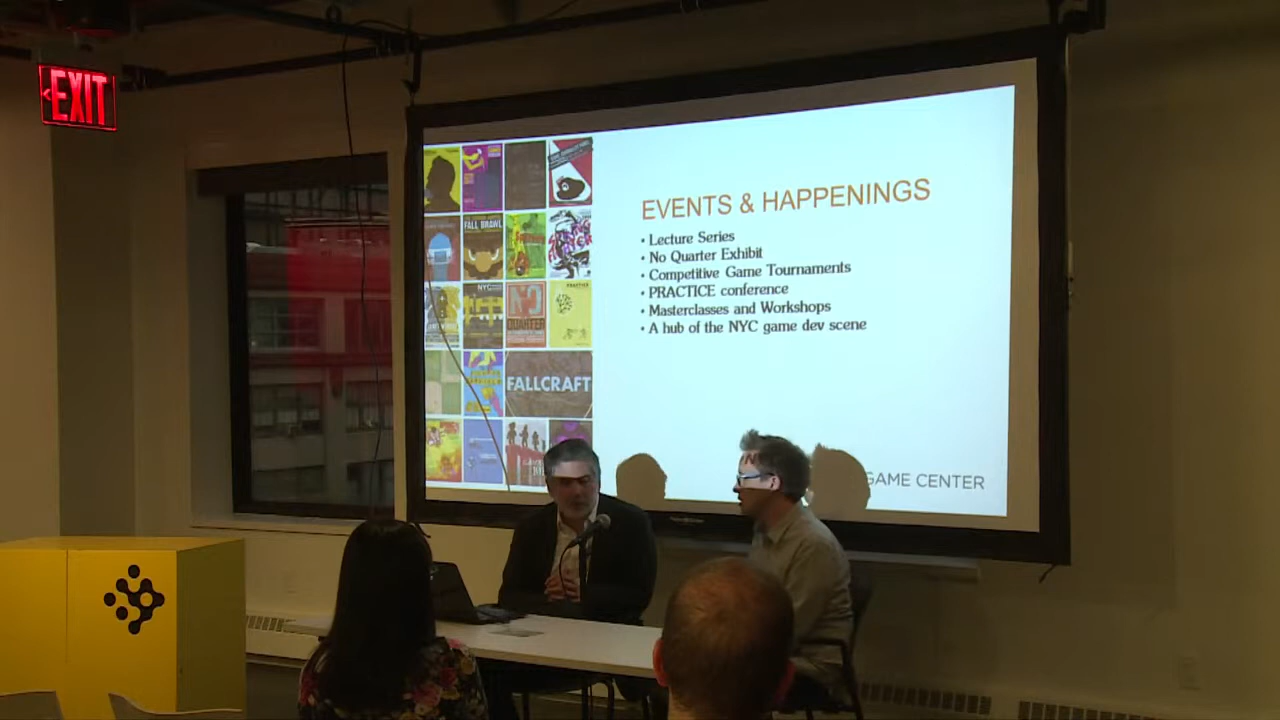 EXIT
EVENTS & HAPPENINGS
• Lecture Series
• No Quarter Exhibit
• Competitive Game Tournaments
• PRACTICE conference
• Masterclasses and Workshops
• A hub of the NYC game dev scene
FALL BRAWL
NYC
NO
QUARTER
PRACTICE
FALLCRAFT
GAME CENTER